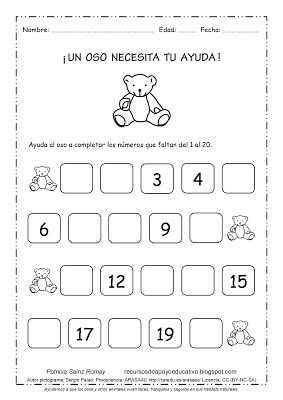 Nombre: ................................ Edad: ........ Fecha: ................
¡UN OSO NECESITA TU AYUDA!
Ayuda al oso a completar los números que faltan del 1 al 20.
3 4
6 9
12 15
17 19
Patricia Sainz Romay recursosdeapoyoeducativo.blogspot.com
Autor pictograma: Sergio Palao Procedencia: ARASAAC http://catedu.es/arasaac/ Licencia: CC (BY-NC-SA)
Ayudemos a que los osos y otros animales vivan libres, tranquilos y seguros en sus hábitats naturales.